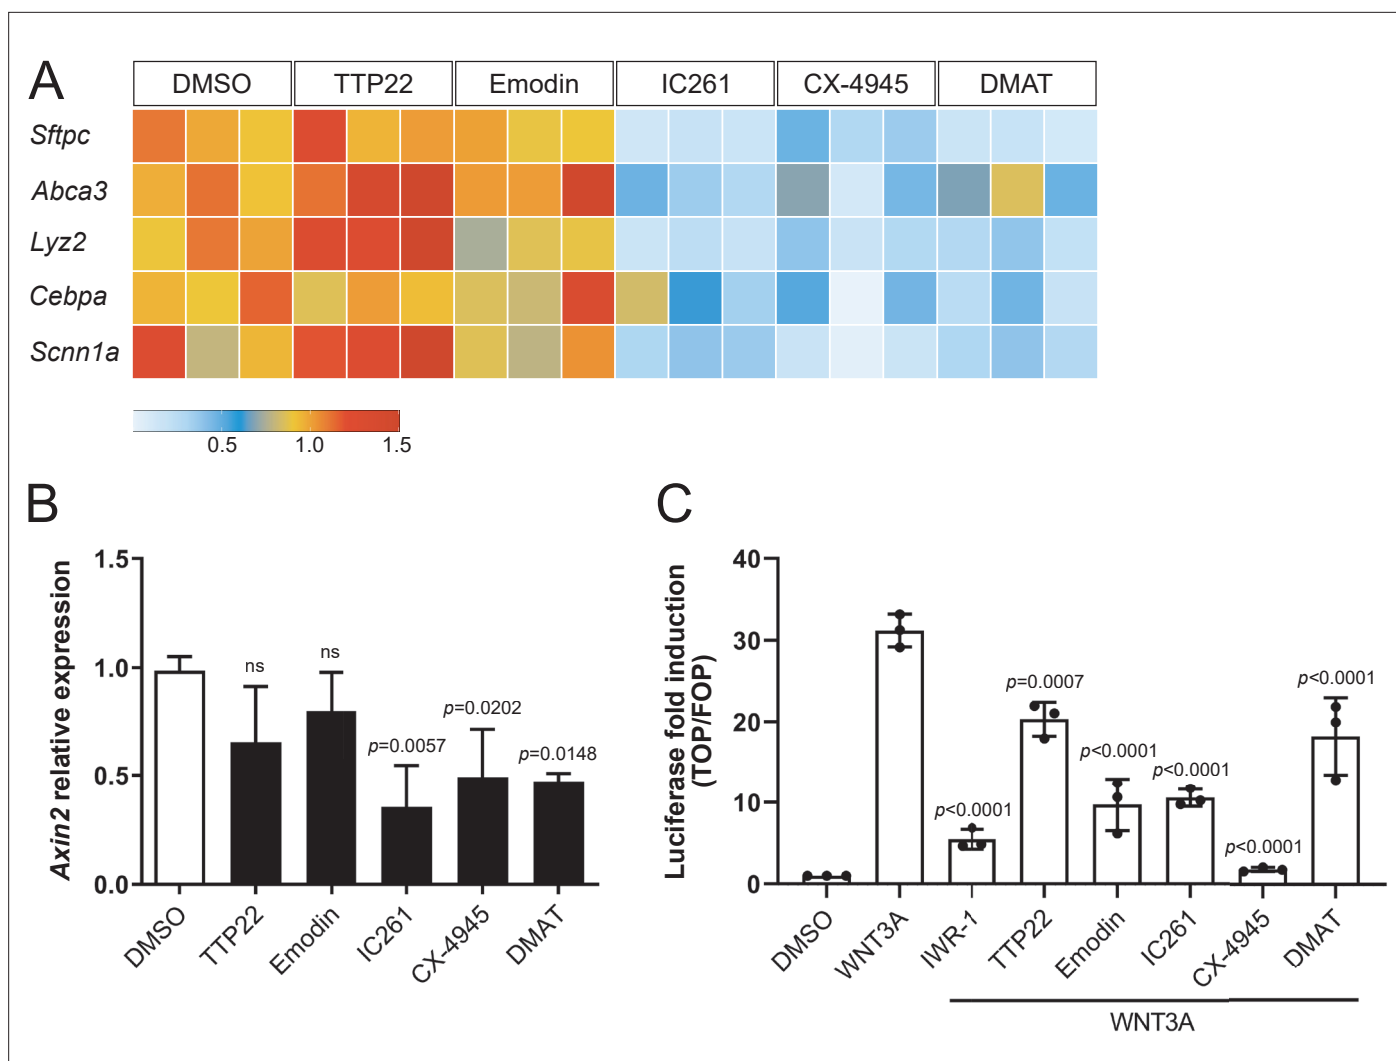 A
DMSO TTP22 Emodin IC261 CX-4945 DMAT
Sftpc
Abca3
Lyz2
Cebpa
Scnn1a
0.5 1.0 1.5
B
Axin2 relative expression
1.5
1.0
0.5
0.0
ns
ns
p=0.0057
p=0.0202
p=0.0148
DMSO
TTP22
Emodin
IC261
CX-4945
DMAT
C
Luciferase fold induction
(TOP/FOP)
40
30
20
10
0
p<0.0001
p=0.0007
p<0.0001
p<0.0001
p<0.0001
p<0.0001
DMSO
WNT3A
IWR-1
TTP22
Emodin
IC261
CX-4945
DMAT
WNT3A